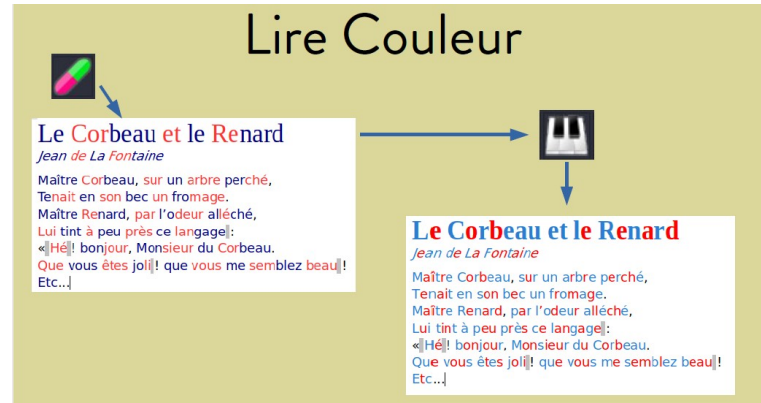 Lire Couleur
Le Corbeau et le Renard
Jean de La Fontaine
Maître Corbeau, sur un arbre perché,
Tenait en son bec un fromage.
Maître Renard, par l’odeur alléché,
Lui tint à peu près ce langage :
« Hé ! bonjour, Monsieur du Corbeau.
Que vous êtes joli ! que vous me semblez beau !
Etc...
Le Corbeau et le Renard
Jean de La Fontaine
Maître Corbeau, sur un arbre perché,
Tenait en son bec un fromage.
Maître Renard, par l’odeur alléché,
Lui tint à peu près ce langage :
« Hé ! bonjour, Monsieur du Corbeau.
Que vous êtes joli ! que vous me semblez beau !
Etc...